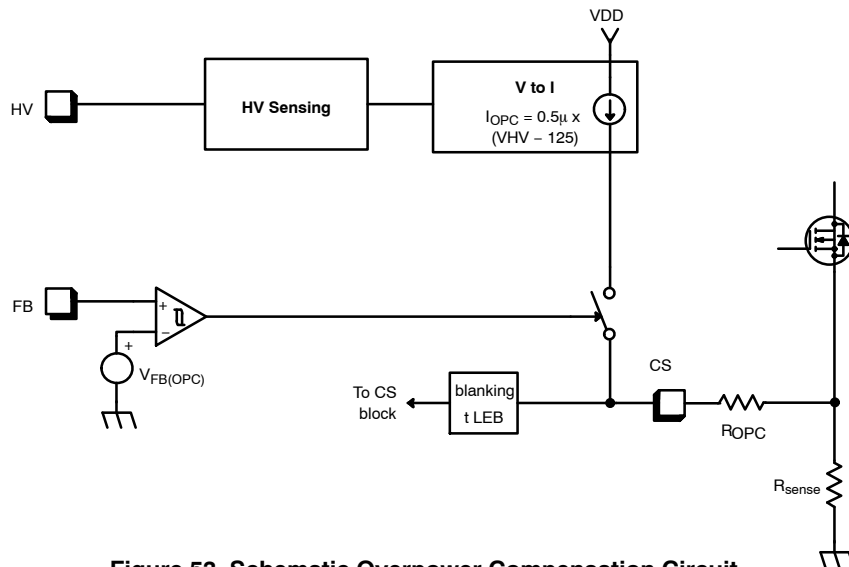 VDD
HV
HV Sensing
V to I
IOPC = 0.5μ x
(VHV − 125)
FB
+
−
+
VFB(OPC)
CS
To CS
block
blanking
t LEB
ROPC
Rsense
Figure 53. Schematic Overpower Compensation Circuit